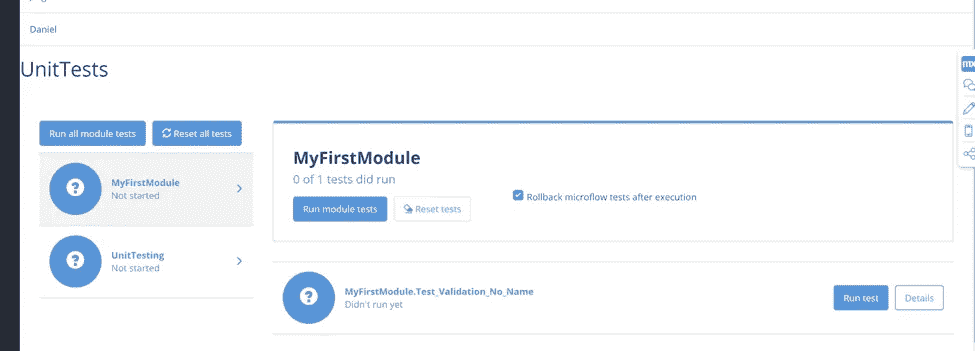 Daniel
UnitTests
Run all module tests
Reset all tests
MyFirstModule
Not started
UnitTesting
Not started
MyFirstModule
0 of 1 tests did run
Run module tests
Reset tests
Rollback microflow tests after execution
MyFirstModule.Test_Validation_No_Name
Didn't run yet
Run test
Details
mx